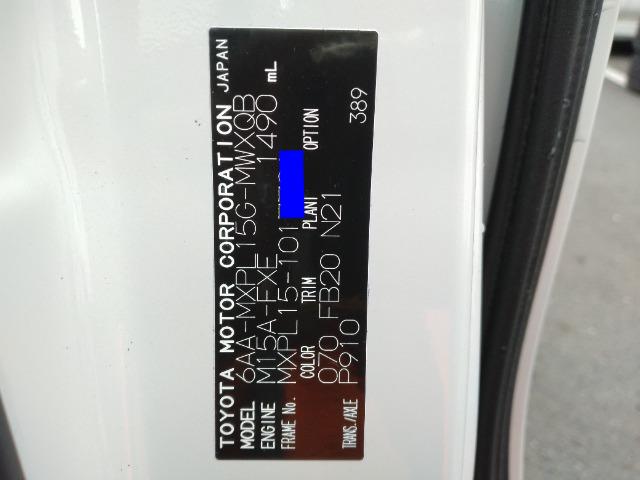 TOYOTA MOTOR CORPORATION JAPAN
MODEL 6AA-MXPL15G-MWXQB
ENGINE M15A-FXE 1490 mL
FRAME No. MXPL15-101
COLOR TRIM PLANT OPTION
070 FB20 N21 389
TRANS./AXLE P910